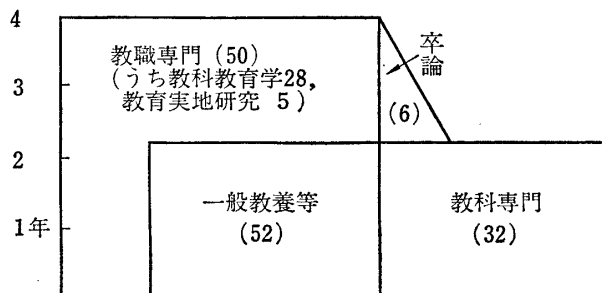 4
3
2
1年
教職専門 (50)
(うち教科教育学28,
教育実地研究 5)
卒論
(6)
一般教養等
(52)
教科専門
(32)